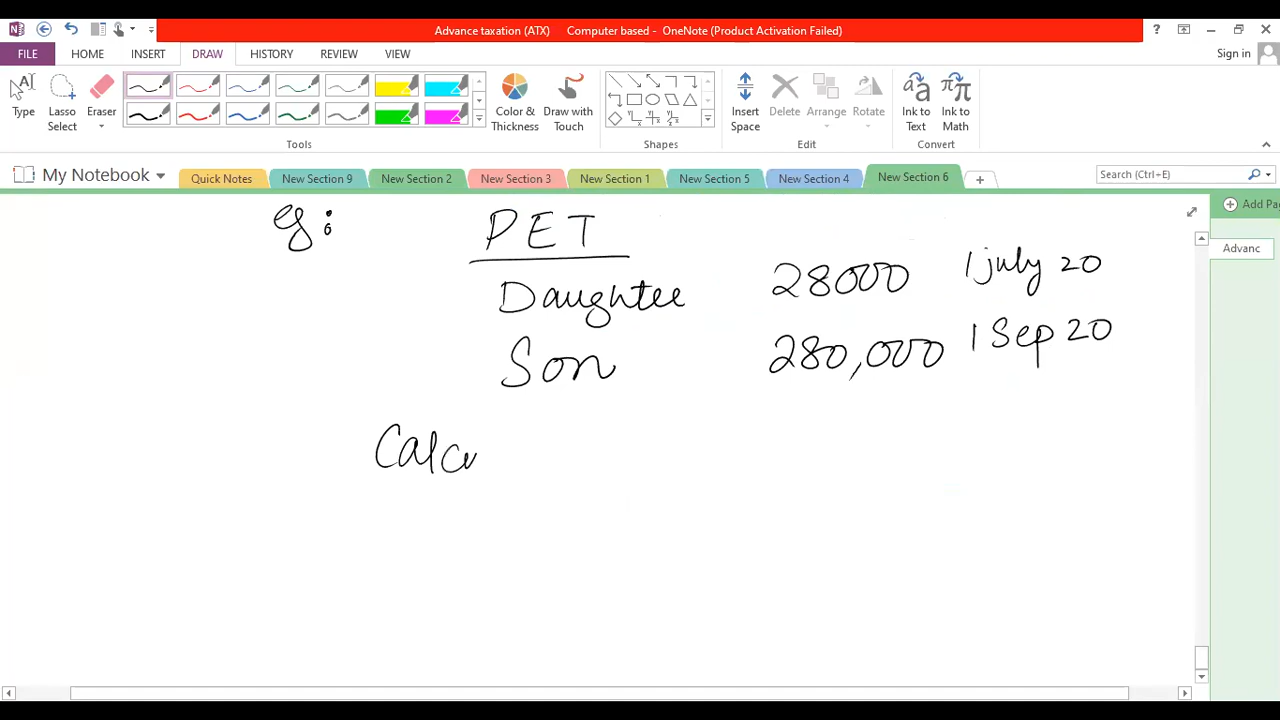 Advance taxation (ATX) Computer based - OneNote (Product Activation Failed)
FILE HOME INSERT DRAW HISTORY REVIEW VIEW Sign in
Type Lasso Select Eraser Color & Thickness Draw with Touch Insert Space Delete Arrange Rotate Ink to Text Ink to Math
Tools Shapes Edit Convert
My Notebook Quick Notes New Section 9 New Section 2 New Section 3 New Section 1 New Section 5 New Section 4 New Section 6 Search (Ctrl+E)
Add Pag
Advanc
eg: PET
Daughtee 28000 1 july 20
Son 280,000 1 Sep 20
Calcu